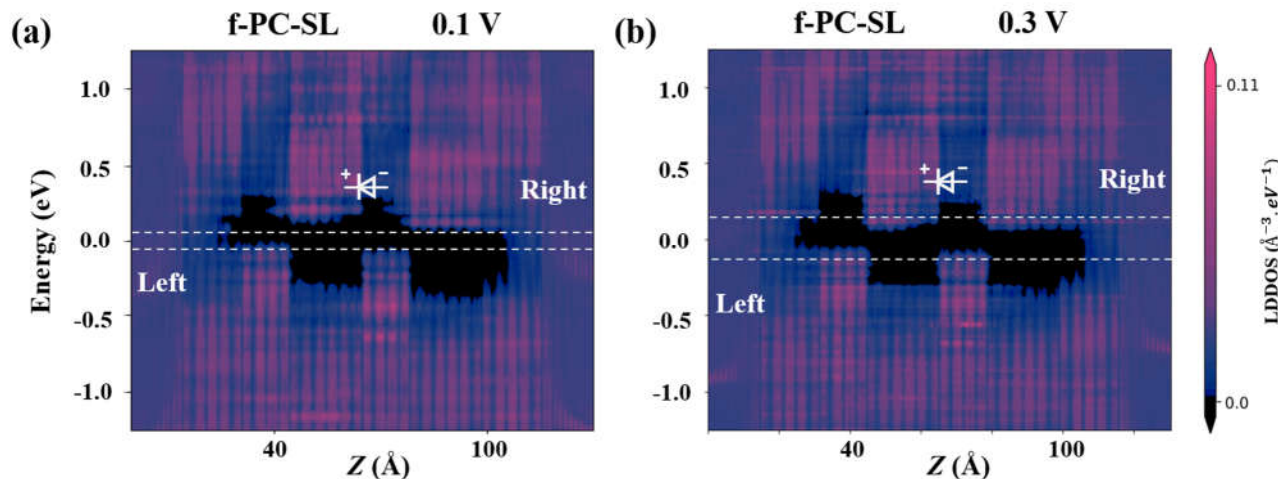 (a)
f-PC-SL 0.1 V
Energy (eV)
1.0
0.5
0.0
-0.5
-1.0
+ -
Right
Left
40 100
Z (Å)
(b)
f-PC-SL 0.3 V
1.0
0.5
0.0
-0.5
-1.0
+ -
Right
Left
40 100
Z (Å)
0.11
0.0
LDDOS (Å⁻³.eV⁻¹)